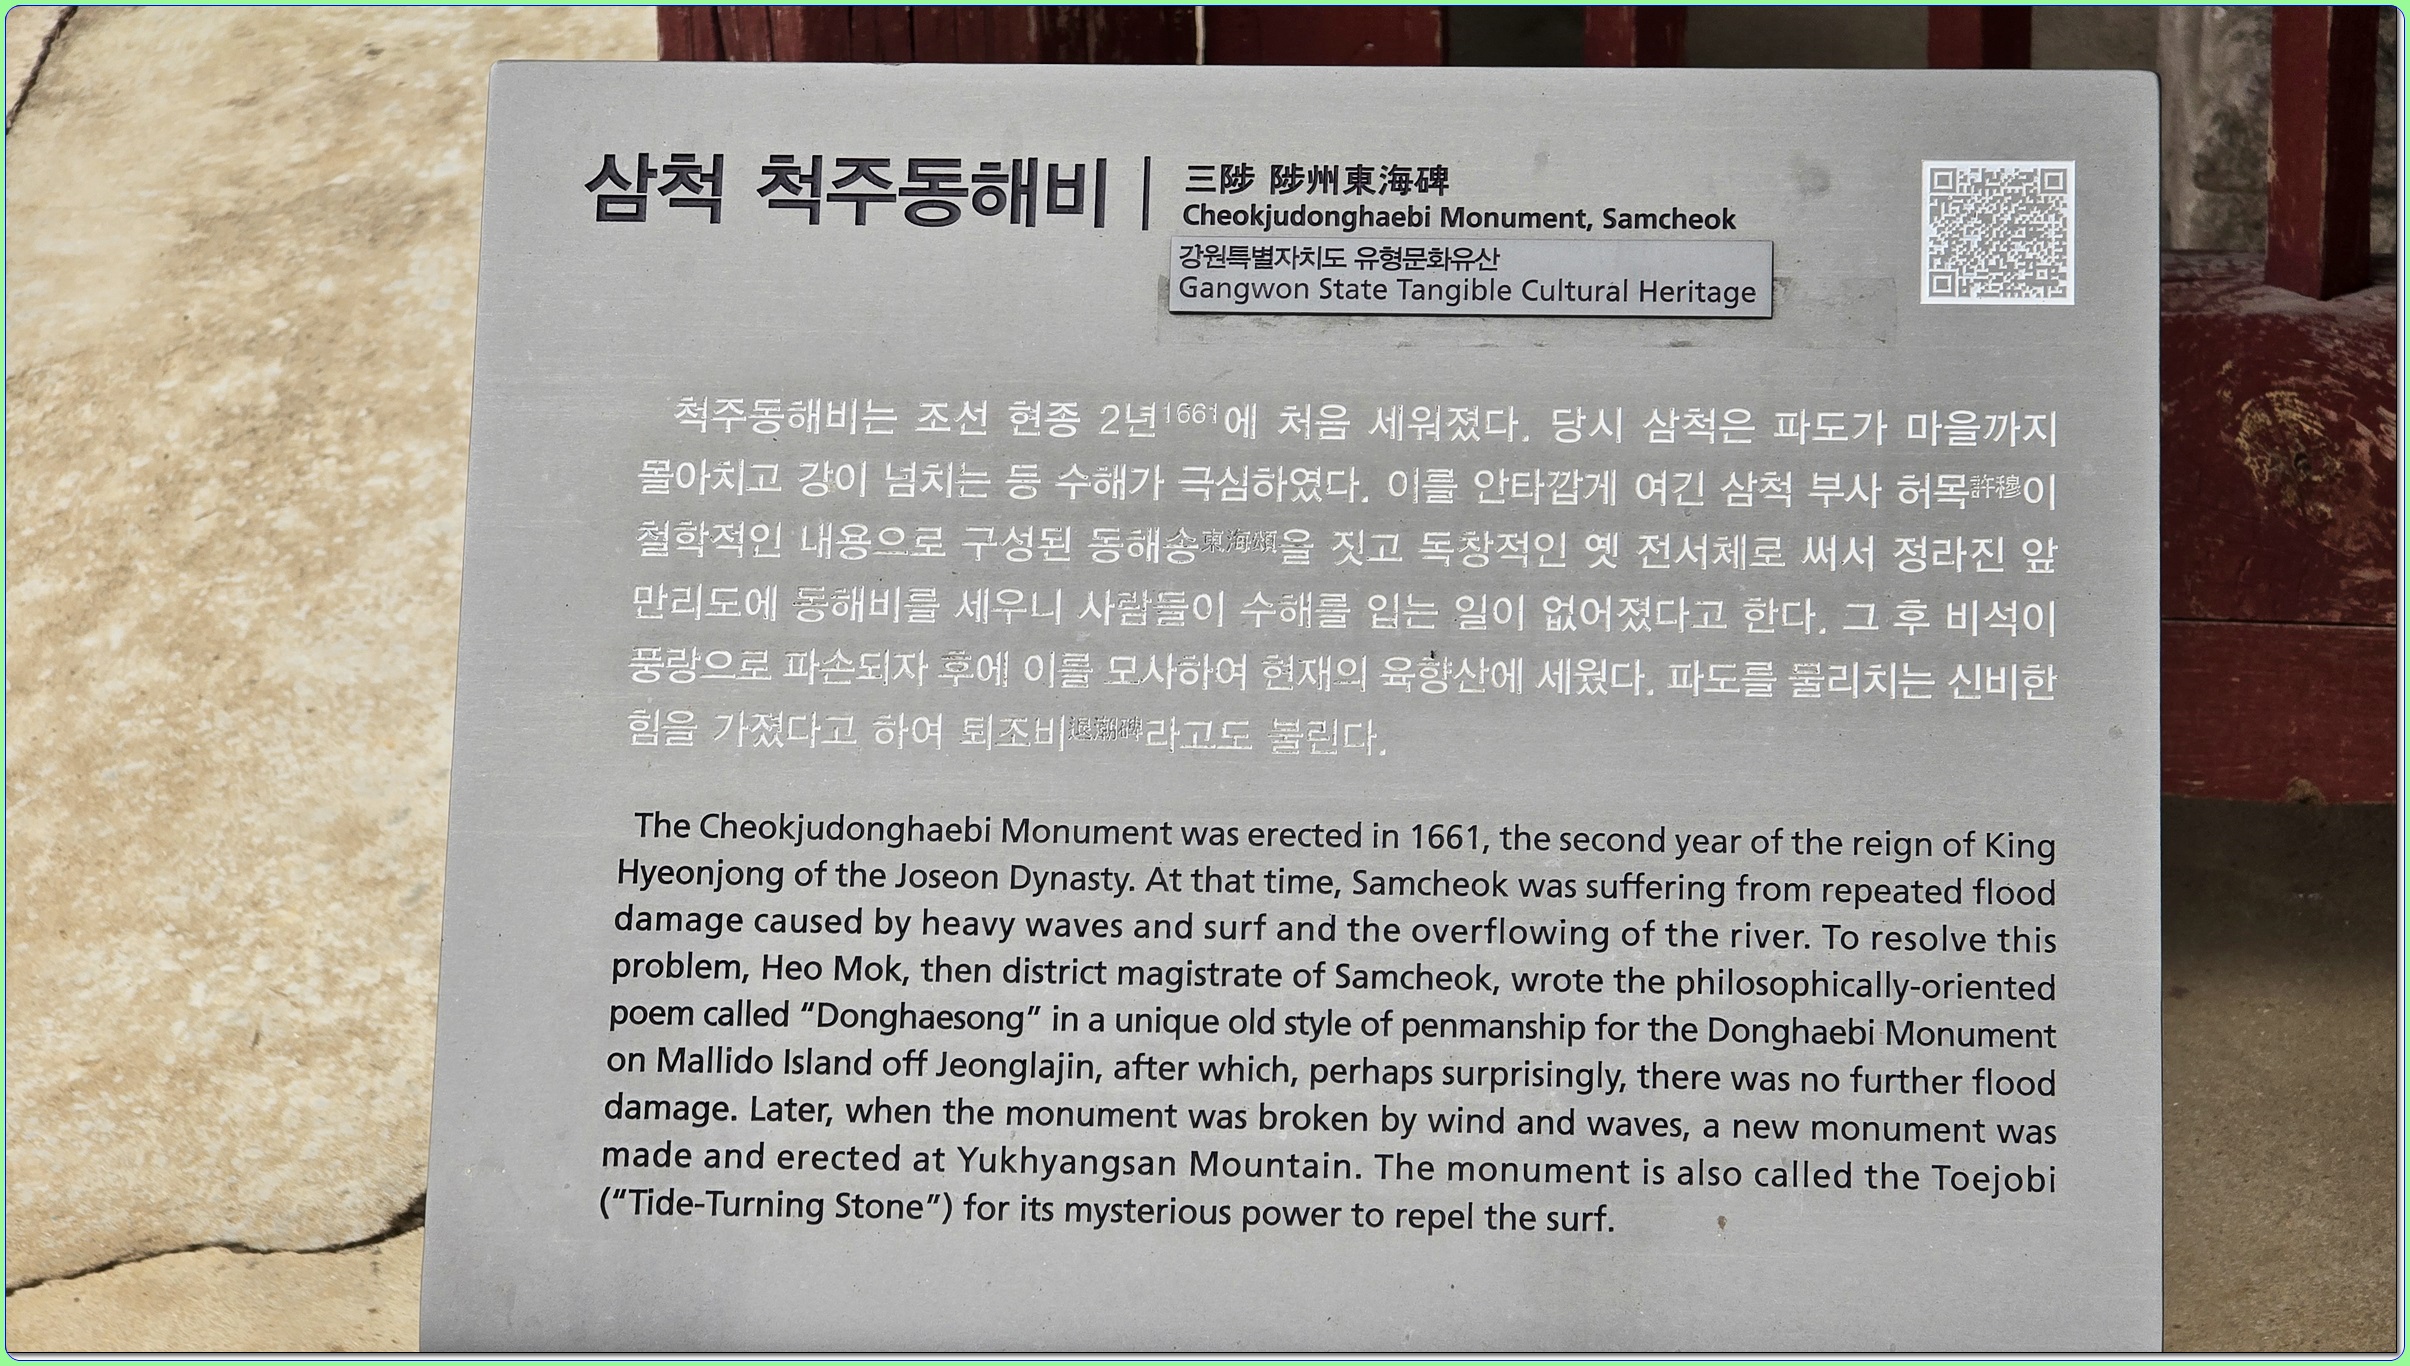 삼척 척주동해비
三陟 陟州東海碑
Cheokjudonghaebi Monument, Samcheok
강원특별자치도 유형문화유산
Gangwon State Tangible Cultural Heritage
척주동해비는 조선 현종 2년1661에 처음 세워졌다. 당시 삼척은 파도가 마을까지
몰아치고 강이 넘치는 등 수해가 극심하였다. 이를 안타깝게 여긴 삼척 부사 허목許穆이
철학적인 내용으로 구성된 동해송東海頌을 짓고 독창적인 옛 전서체로 써서 정라진 앞
만리도에 동해비를 세우니 사람들이 수해를 입는 일이 없어졌다고 한다. 그 후 비석이
풍랑으로 파손되자 후에 이를 모사하여 현재의 육향산에 세웠다. 파도를 물리치는 신비한
힘을 가졌다고 하여 퇴조비退潮碑라고도 불린다.
The Cheokjudonghaebi Monument was erected in 1661, the second year of the reign of King
Hyeonjong of the Joseon Dynasty. At that time, Samcheok was suffering from repeated flood
damage caused by heavy waves and surf and the overflowing of the river. To resolve this
problem, Heo Mok, then district magistrate of Samcheok, wrote the philosophically-oriented
poem called “Donghaesong” in a unique old style of penmanship for the Donghaebi Monument
on Mallido Island off Jeonglajin, after which, perhaps surprisingly, there was no further flood
damage. Later, when the monument was broken by wind and waves, a new monument was
made and erected at Yukhyangsan Mountain. The monument is also called the Toejobi
(“Tide-Turning Stone”) for its mysterious power to repel the surf.